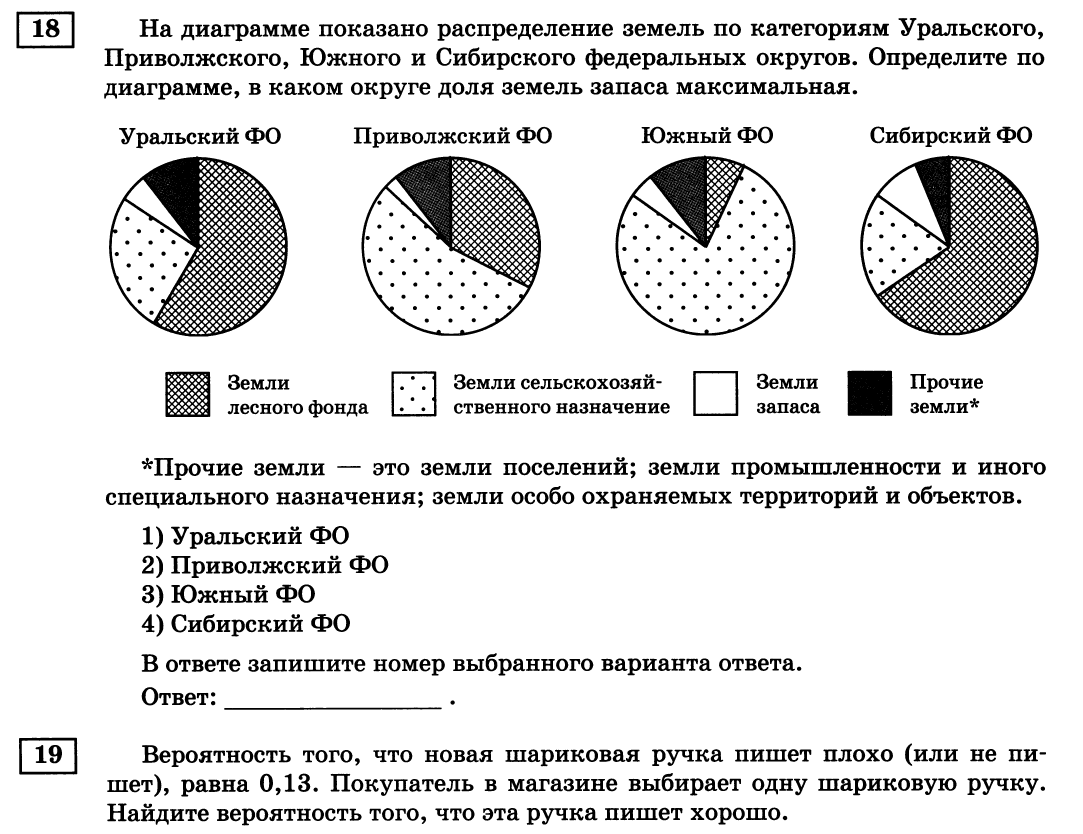 18 На диаграмме показано распределение земель по категориям Уральского,
Приволжского, Южного и Сибирского федеральных округов. Определите по
диаграмме, в каком округе доля земель запаса максимальная.
Уральский ФО Приволжский ФО Южный ФО Сибирский ФО
Земли Земли сельскохозяй- Земли Прочие
лесного фонда ственного назначение запаса земли*
*Прочие земли — это земли поселений; земли промышленности и иного
специального назначения; земли особо охраняемых территорий и объектов.
1) Уральский ФО
2) Приволжский ФО
3) Южный ФО
4) Сибирский ФО
В ответе запишите номер выбранного варианта ответа.
Ответ: ____________________ .
19 Вероятность того, что новая шариковая ручка пишет плохо (или не пи-
шет), равна 0,13. Покупатель в магазине выбирает одну шариковую ручку.
Найдите вероятность того, что эта ручка пишет хорошо.